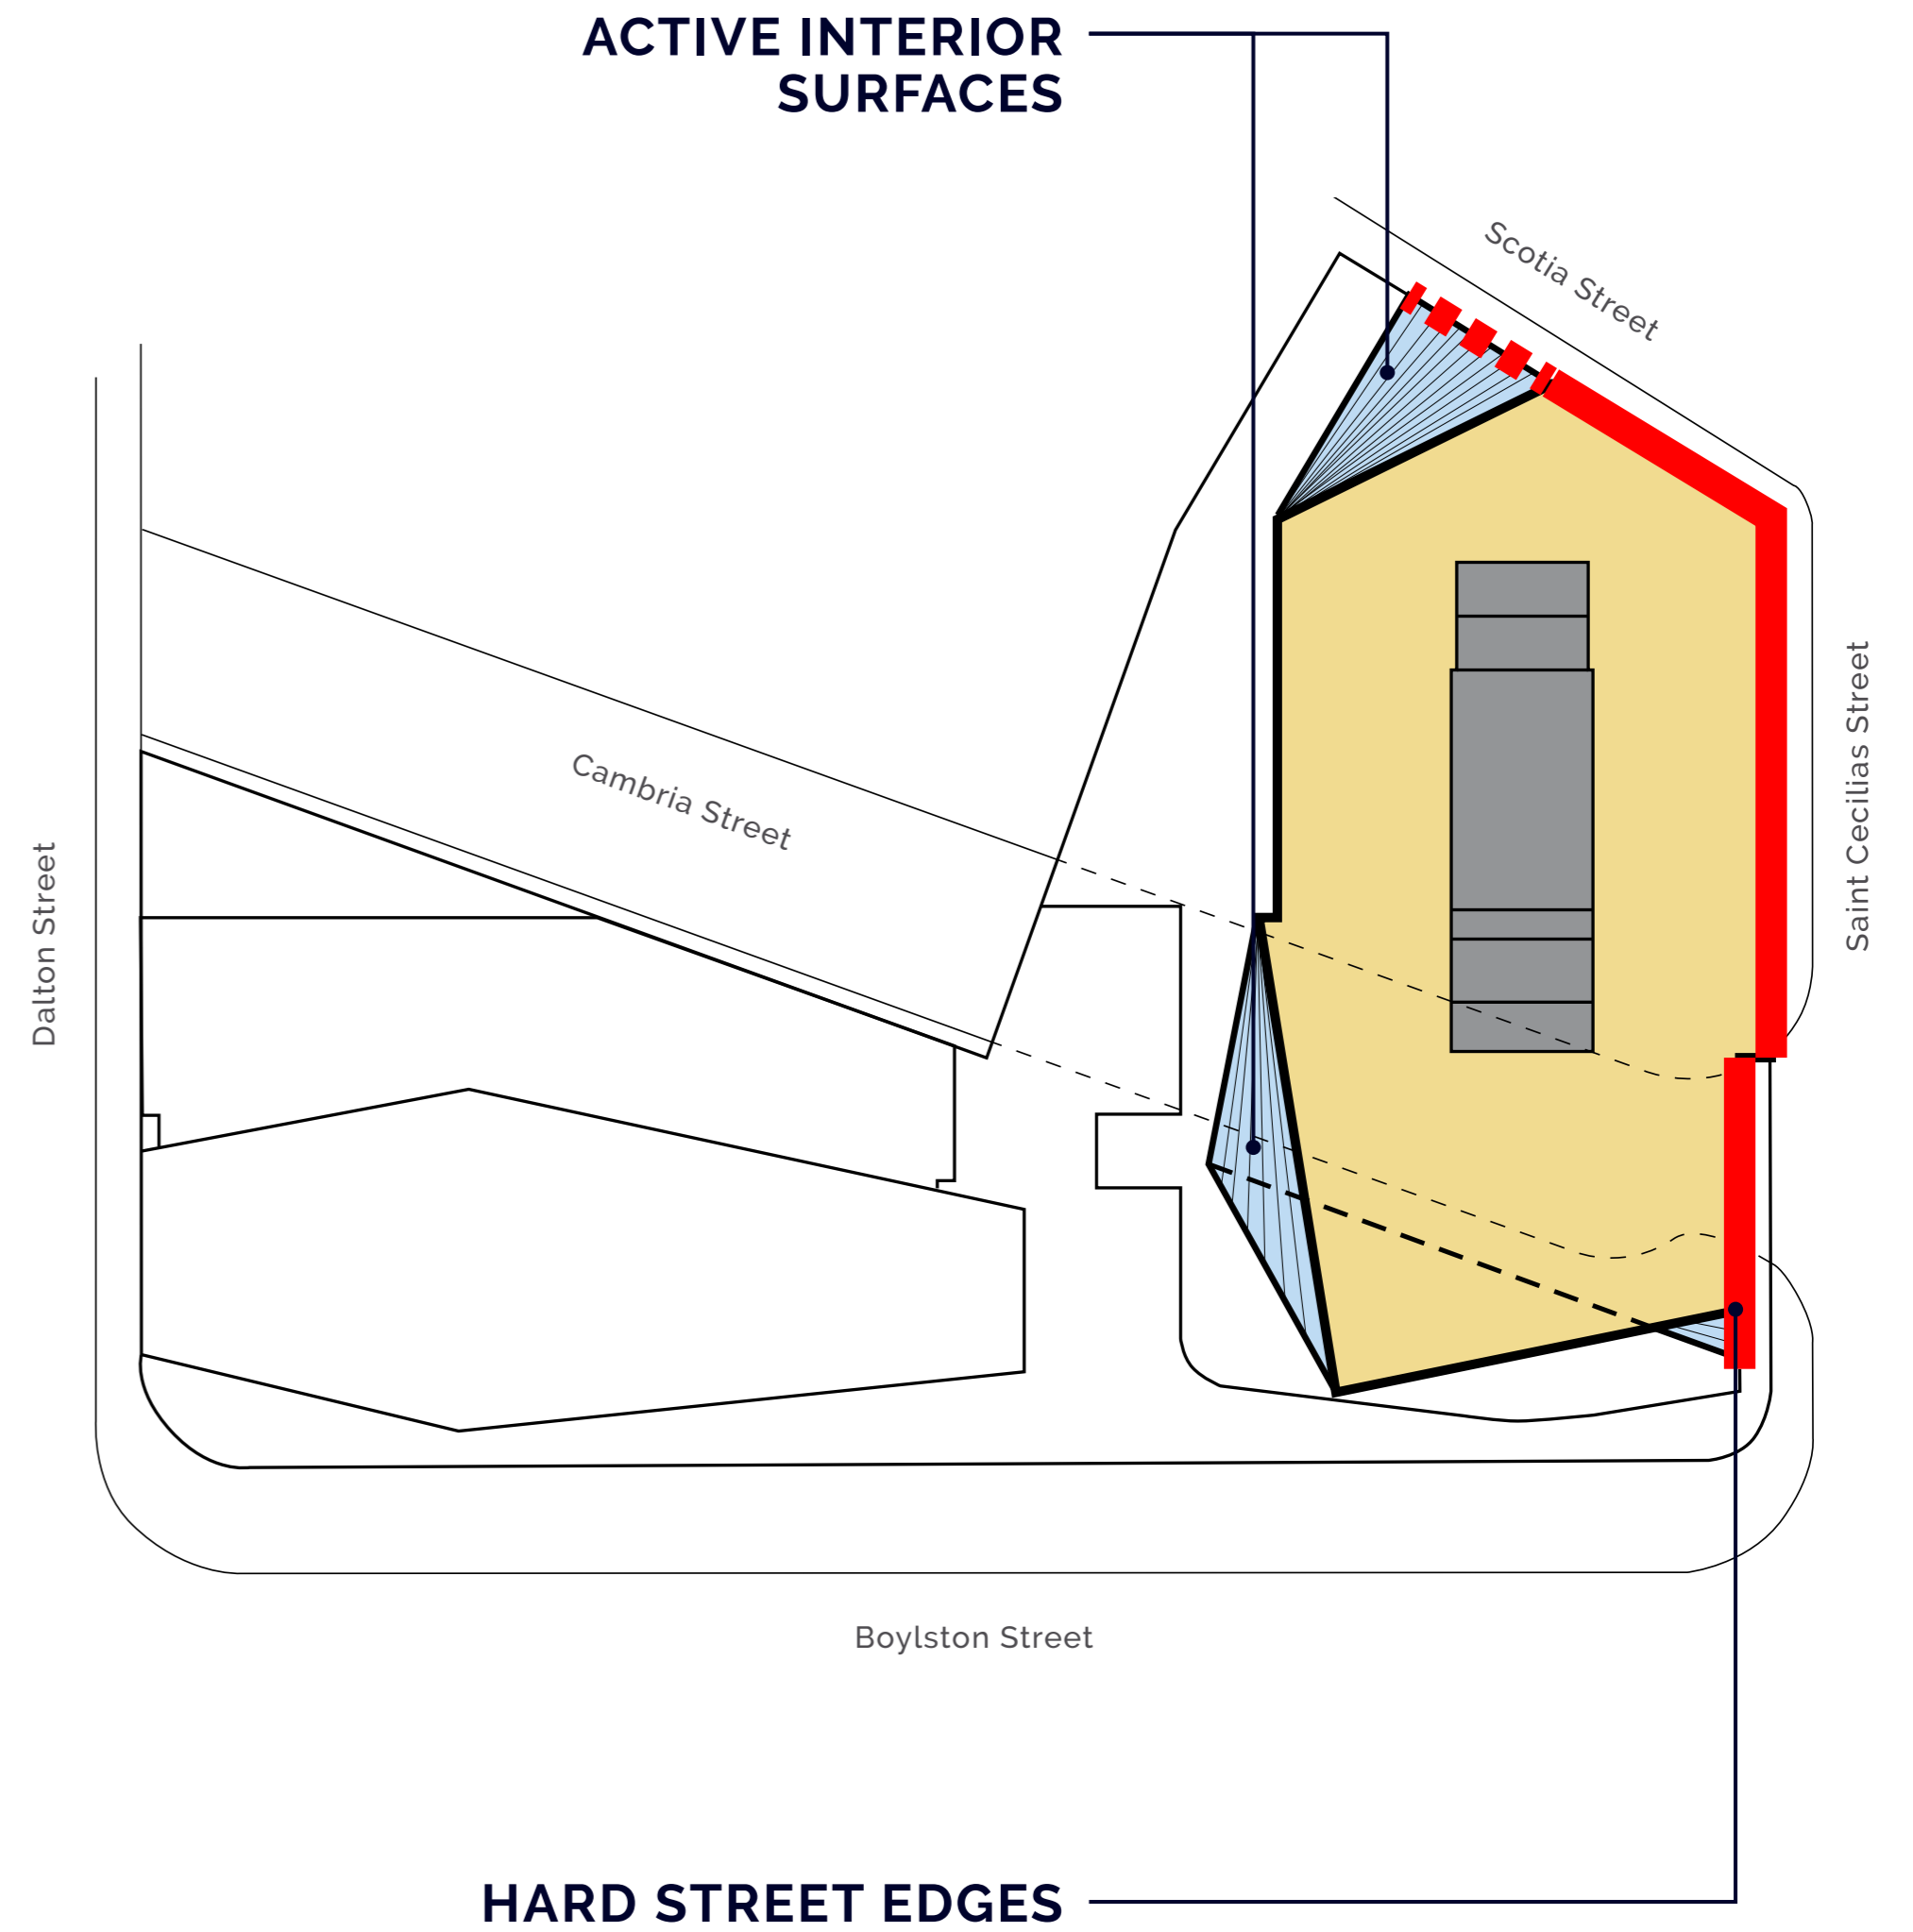 ACTIVE INTERIOR
SURFACES
Scotia Street
Cambria Street
Saint Cecilias Street
Dalton Street
Boylston Street
HARD STREET EDGES